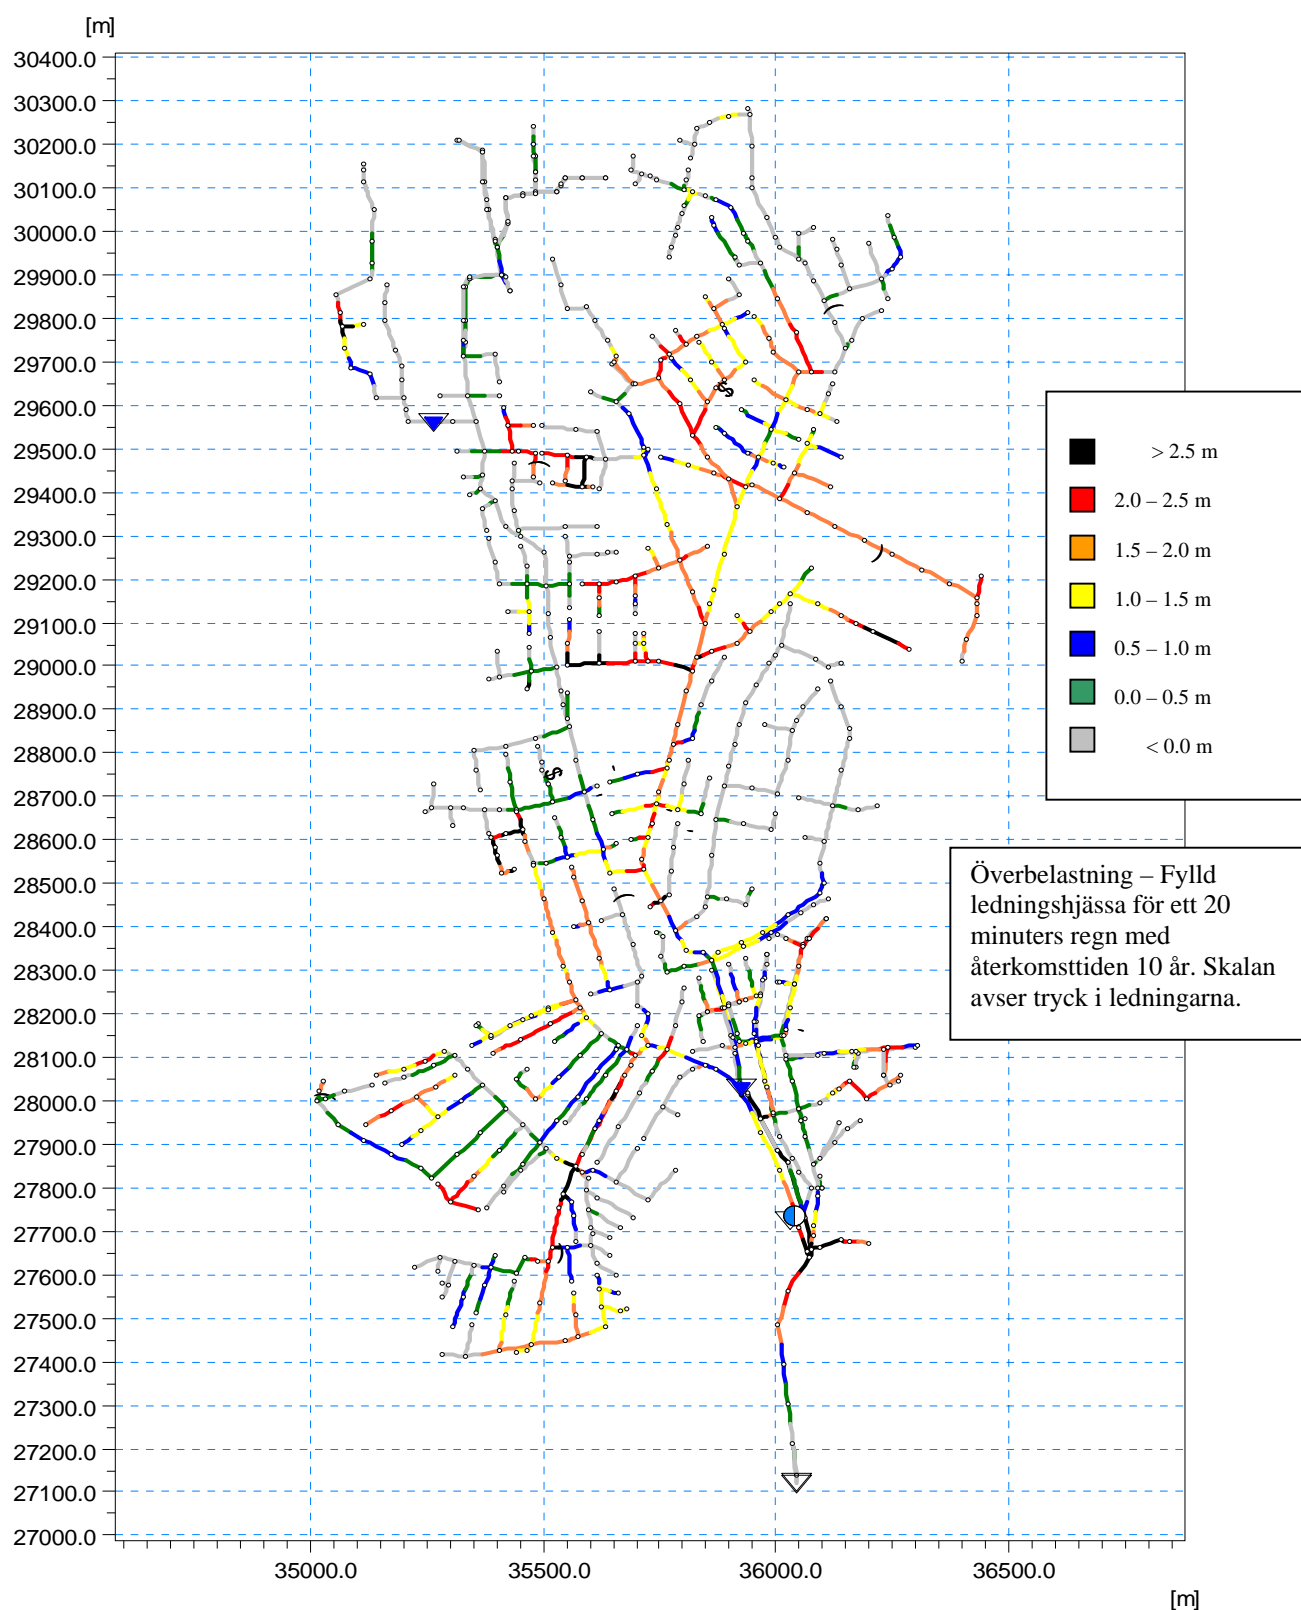 [m]
30400.0
30300.0
30200.0
30100.0
30000.0
29900.0
29800.0
29700.0
29600.0
29500.0
29400.0
29300.0
29200.0
29100.0
29000.0
28900.0
28800.0
28700.0
28600.0
28500.0
28400.0
28300.0
28200.0
28100.0
28000.0
27900.0
27800.0
27700.0
27600.0
27500.0
27400.0
27300.0
27200.0
27100.0
27000.0
35000.0 35500.0 36000.0 36500.0
[m]
> 2.5 m
2.0 – 2.5 m
1.5 – 2.0 m
1.0 – 1.5 m
0.5 – 1.0 m
0.0 – 0.5 m
< 0.0 m
Överbelastning – Fylld
ledningshjässa för ett 20
minuters regn med
återkomsttiden 10 år. Skalan
avser tryck i ledningarna.